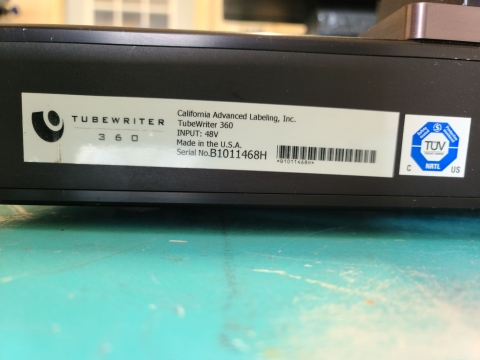 TUBEWRITER
360
California Advanced Labeling, Inc.
TubeWriter 360
INPUT: 48V
Made in the U.S.A.
Serial No.B1011468H
*B1011468H*
TÜV
NRTL
C US